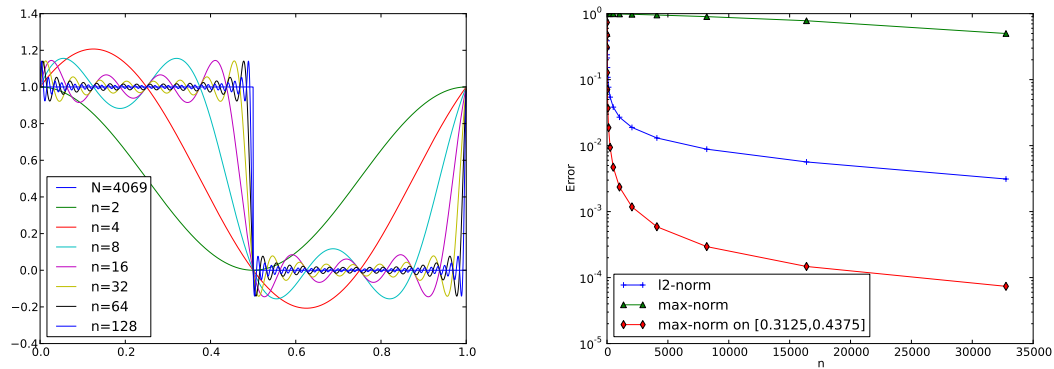 1.4
1.2
1.0
0.8
0.6
0.4
0.2
0.0
−0.2
−0.4
N=4069
n=2
n=4
n=8
n=16
n=32
n=64
n=128
0.0 0.2 0.4 0.6 0.8 1.0
10^0
10^-1
10^-2
10^-3
10^-4
10^-5
Error
l2-norm
max-norm
max-norm on [0.3125,0.4375]
0 5000 10000 15000 20000 25000 30000 35000
n